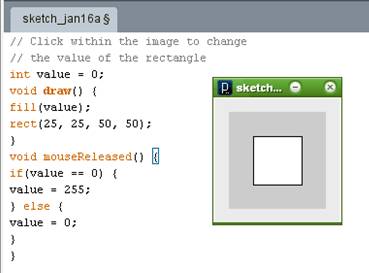 sketch_jan16a §
// Click within the image to change
// the value of the rectangle
int value = 0;
void draw() {
fill(value);
rect(25, 25, 50, 50);
}
void mouseReleased() {
if(value == 0) {
value = 255;
} else {
value = 0;
}
}
sketch...